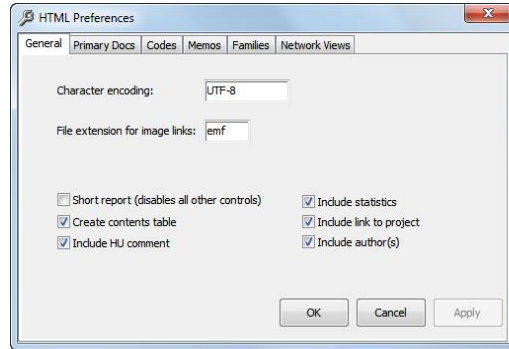 HTML Preferences
General Primary Docs Codes Memos Families Network Views
Character encoding: UTF-8
File extension for image links: emf
Short report (disables all other controls) Include statistics
Create contents table Include link to project
Include HU comment Include author(s)
OK Cancel Apply